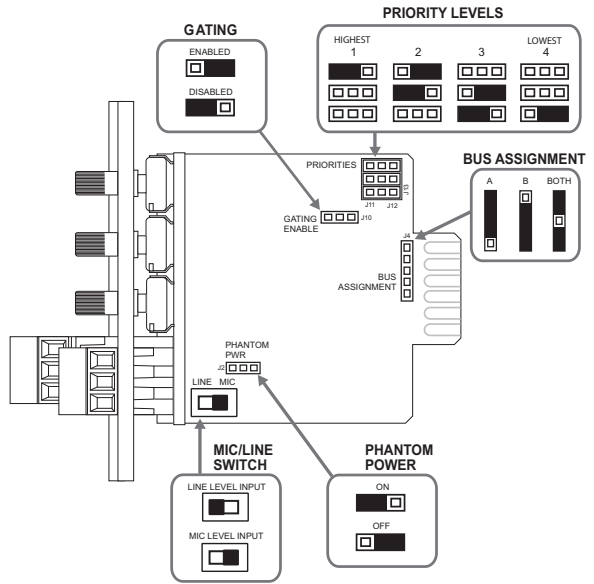 PRIORITY LEVELS
HIGHEST
LOWEST
1 2 3 4
GATING
ENABLED
DISABLED
BUS ASSIGNMENT
A B BOTH
PRIORITIES
J13
J11 J12
GATING
ENABLE
J10
J4
BUS
ASSIGNMENT
PHANTOM
PWR
J2
LINE MIC
MIC/LINE
SWITCH
LINE LEVEL INPUT
MIC LEVEL INPUT
PHANTOM
POWER
ON
OFF